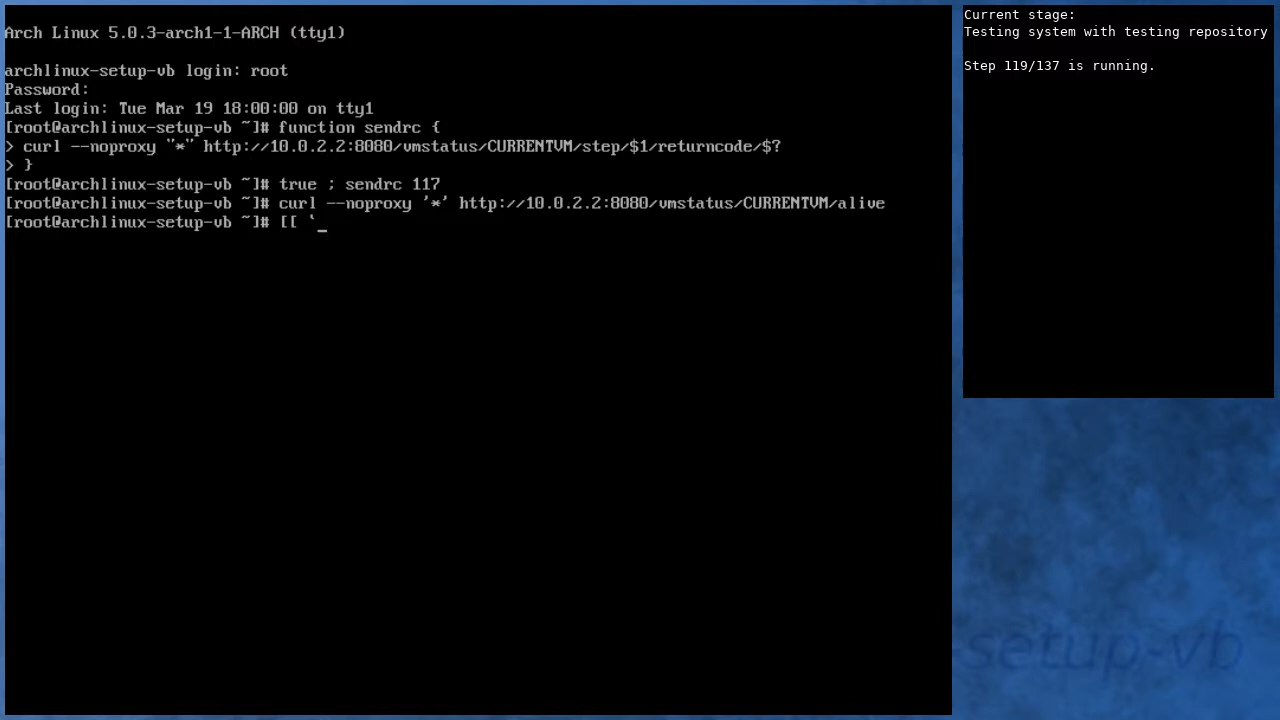 Arch Linux 5.0.3-arch1-1-ARCH (tty1)
archlinux-setup-vb login: root
Password:
Last login: Tue Mar 19 18:00:00 on tty1
[root@archlinux-setup-vb ~]# function sendrc {
> curl --noproxy "*" http://10.0.2.2:8080/vmstatus/CURRENTVM/step/$1/returncode/$?
> }
[root@archlinux-setup-vb ~]# true ; sendrc 117
[root@archlinux-setup-vb ~]# curl --noproxy '*' http://10.0.2.2:8080/vmstatus/CURRENTVM/alive
[root@archlinux-setup-vb ~]# [[ `_
Current stage:
Testing system with testing repository
Step 119/137 is running.
-setup-vb